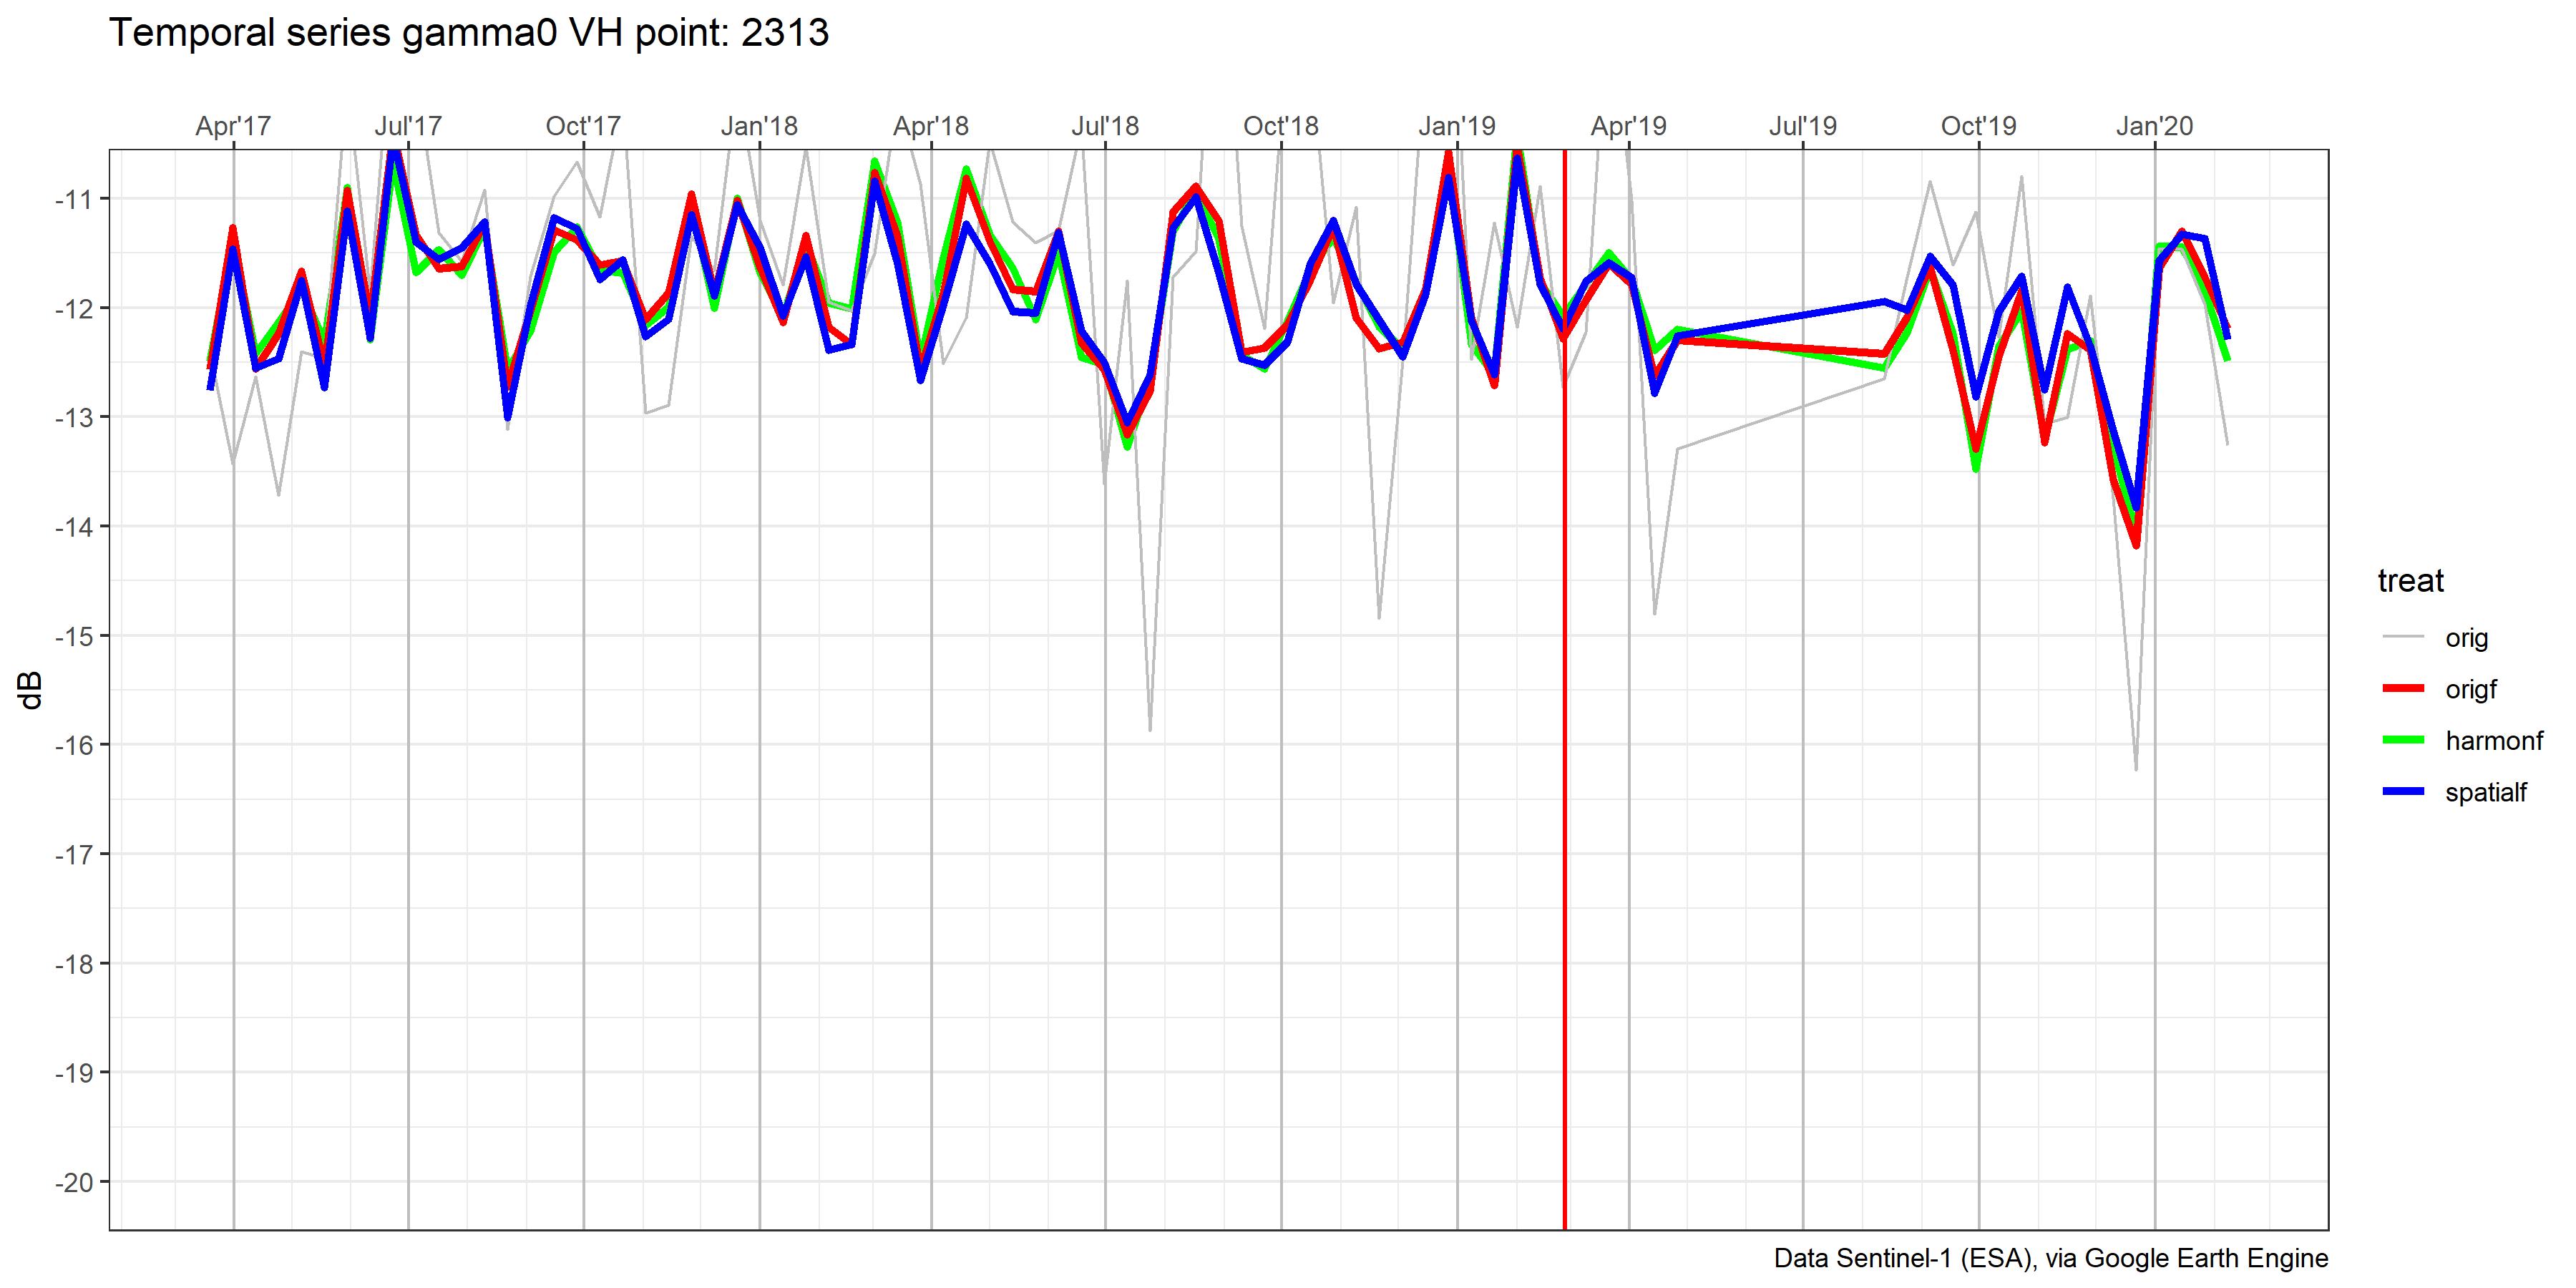 Temporal series gamma0 VH point: 2313
Apr'17 Jul'17 Oct'17 Jan'18 Apr'18 Jul'18 Oct'18 Jan'19 Apr'19 Jul'19 Oct'19 Jan'20
-11
-12
-13
-14
-15
-16
-17
-18
-19
-20
dB
treat
orig
origf
harmonf
spatialf
Data Sentinel-1 (ESA), via Google Earth Engine